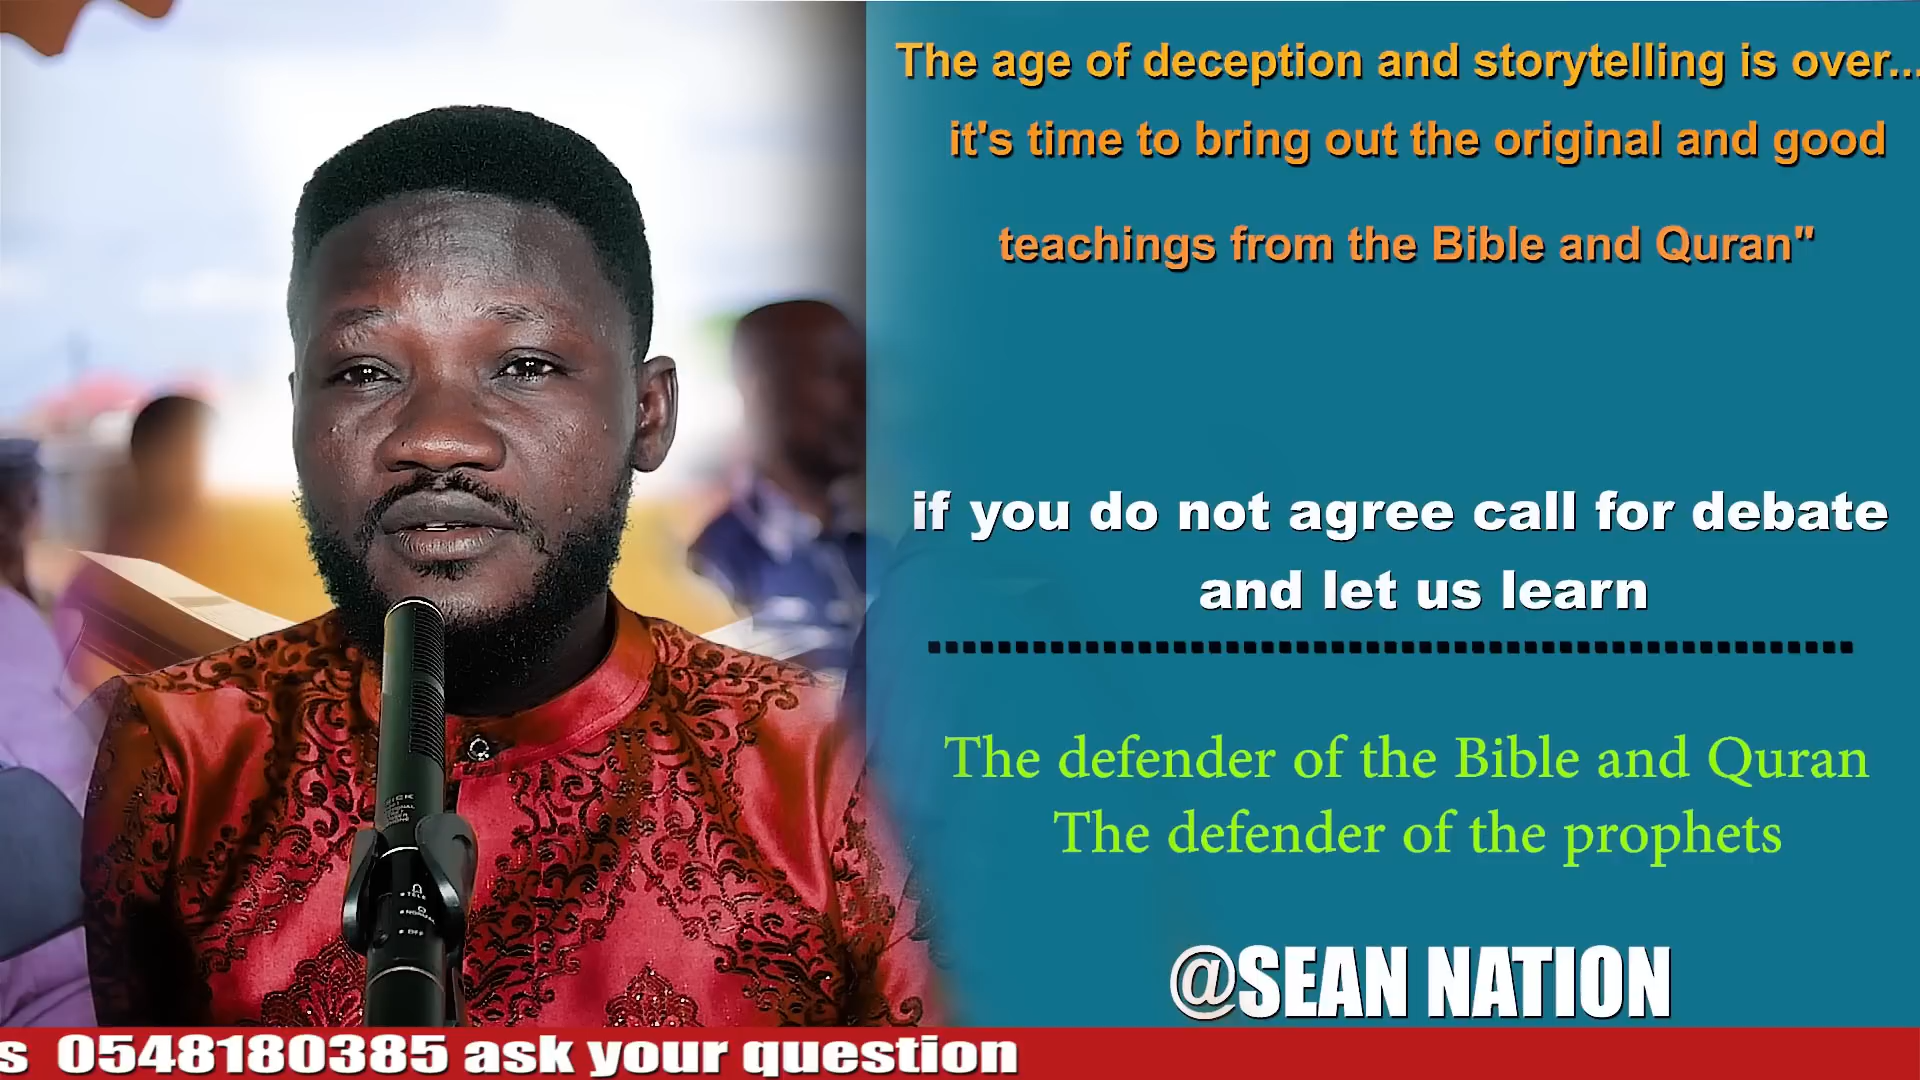 The age of deception and storytelling is over...
it's time to bring out the original and good
teachings from the Bible and Quran"
if you do not agree call for debate
and let us learn
The defender of the Bible and Quran
The defender of the prophets
@SEAN NATION
s 0548180385 ask your question